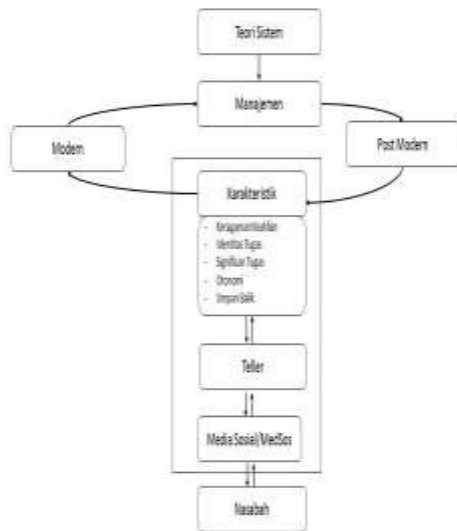 Teori Sistem
Manajemen
Modern
Post Modern
Karakteristik
- Keragaman Keahlian
- Identitas Tugas
- Signifikan Tugas
- Otonomi
- Umpan Balik
Teller
Media Sosial/MedSos
Nasabah